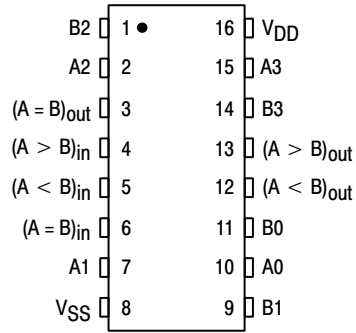 B2 1 16 VDD
A2 2 15 A3
(A = B)out 3 14 B3
(A > B)in 4 13 (A > B)out
(A < B)in 5 12 (A < B)out
(A = B)in 6 11 B0
A1 7 10 A0
VSS 8 9 B1